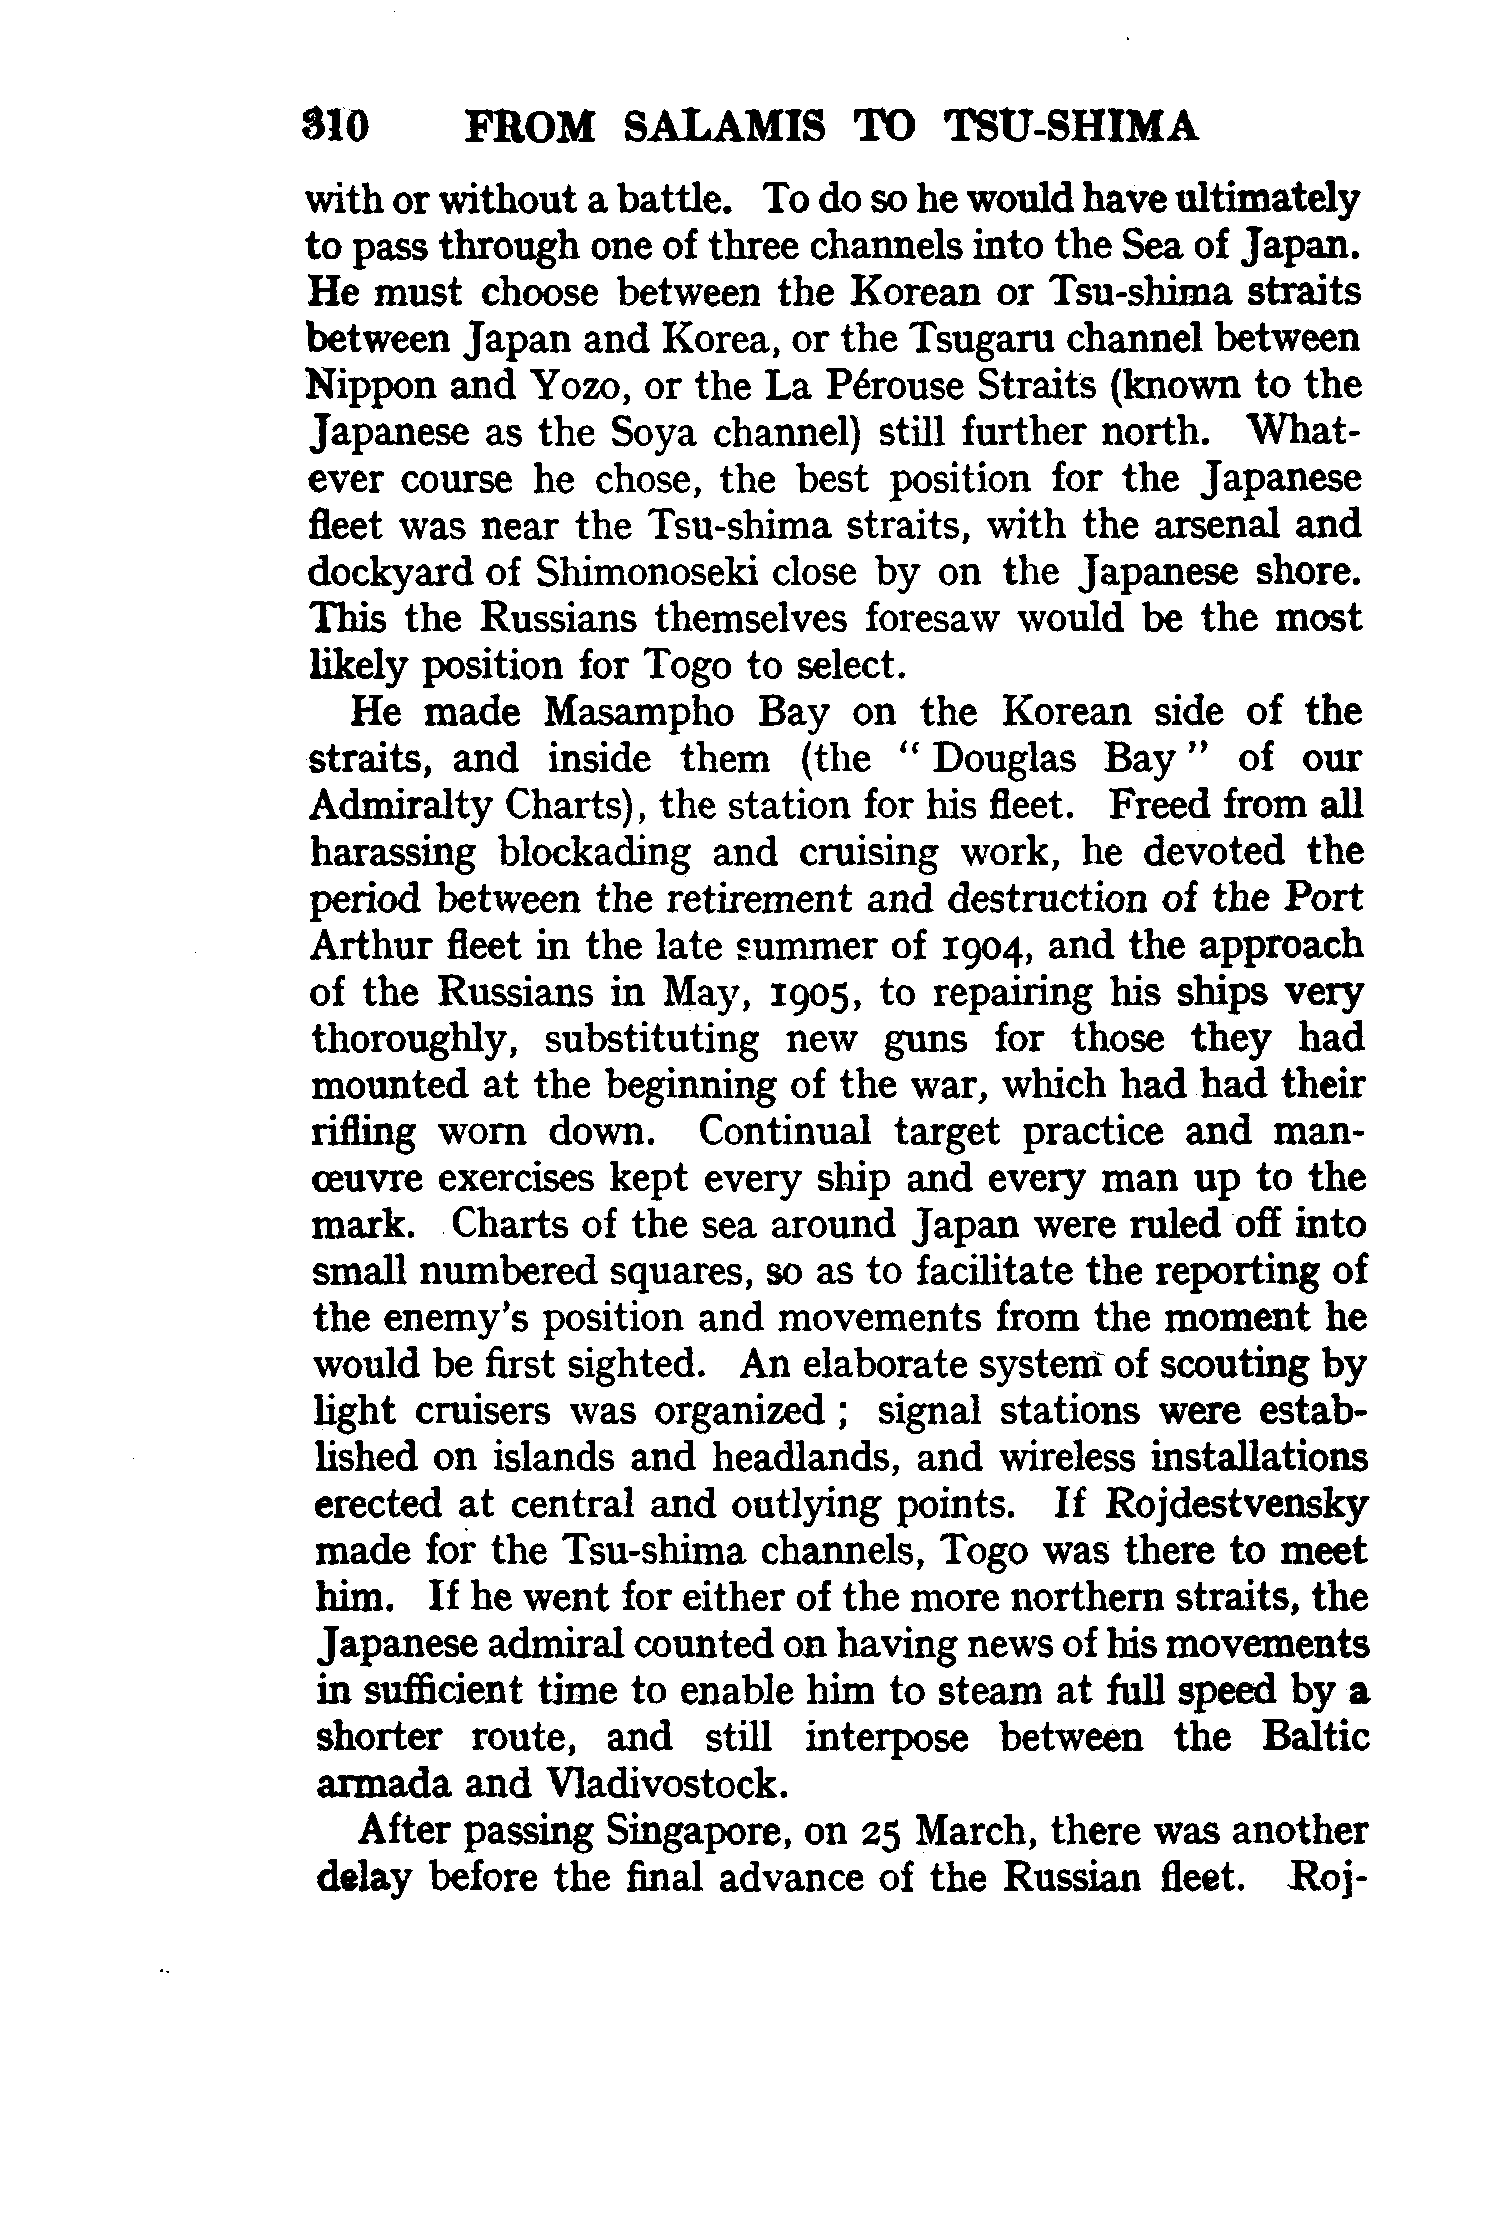 310 FROM SALAMIS TO TSU-SHIMA
with or without a battle. To do so he would have ultimately
to pass through one of three channels into the Sea of Japan.
He must choose between the Korean or Tsu-shima straits
between Japan and Korea, or the Tsugaru channel between
Nippon and Yozo, or the La Pérouse Straits (known to the
Japanese as the Soya channel) still further north. What-
ever course he chose, the best position for the Japanese
fleet was near the Tsu-shima straits, with the arsenal and
dockyard of Shimonoseki close by on the Japanese shore.
This the Russians themselves foresaw would be the most
likely position for Togo to select.
He made Masampho Bay on the Korean side of the
straits, and inside them (the “ Douglas Bay ” of our
Admiralty Charts), the station for his fleet. Freed from all
harassing blockading and cruising work, he devoted the
period between the retirement and destruction of the Port
Arthur fleet in the late summer of 1904, and the approach
of the Russians in May, 1905, to repairing his ships very
thoroughly, substituting new guns for those they had
mounted at the beginning of the war, which had had their
rifling worn down. Continual target practice and man-
œuvre exercises kept every ship and every man up to the
mark. Charts of the sea around Japan were ruled off into
small numbered squares, so as to facilitate the reporting of
the enemy's position and movements from the moment he
would be first sighted. An elaborate system of scouting by
light cruisers was organized ; signal stations were estab-
lished on islands and headlands, and wireless installations
erected at central and outlying points. If Rojdestvensky
made for the Tsu-shima channels, Togo was there to meet
him. If he went for either of the more northern straits, the
Japanese admiral counted on having news of his movements
in sufficient time to enable him to steam at full speed by a
shorter route, and still interpose between the Baltic
armada and Vladivostock.
After passing Singapore, on 25 March, there was another
delay before the final advance of the Russian fleet. Roj-